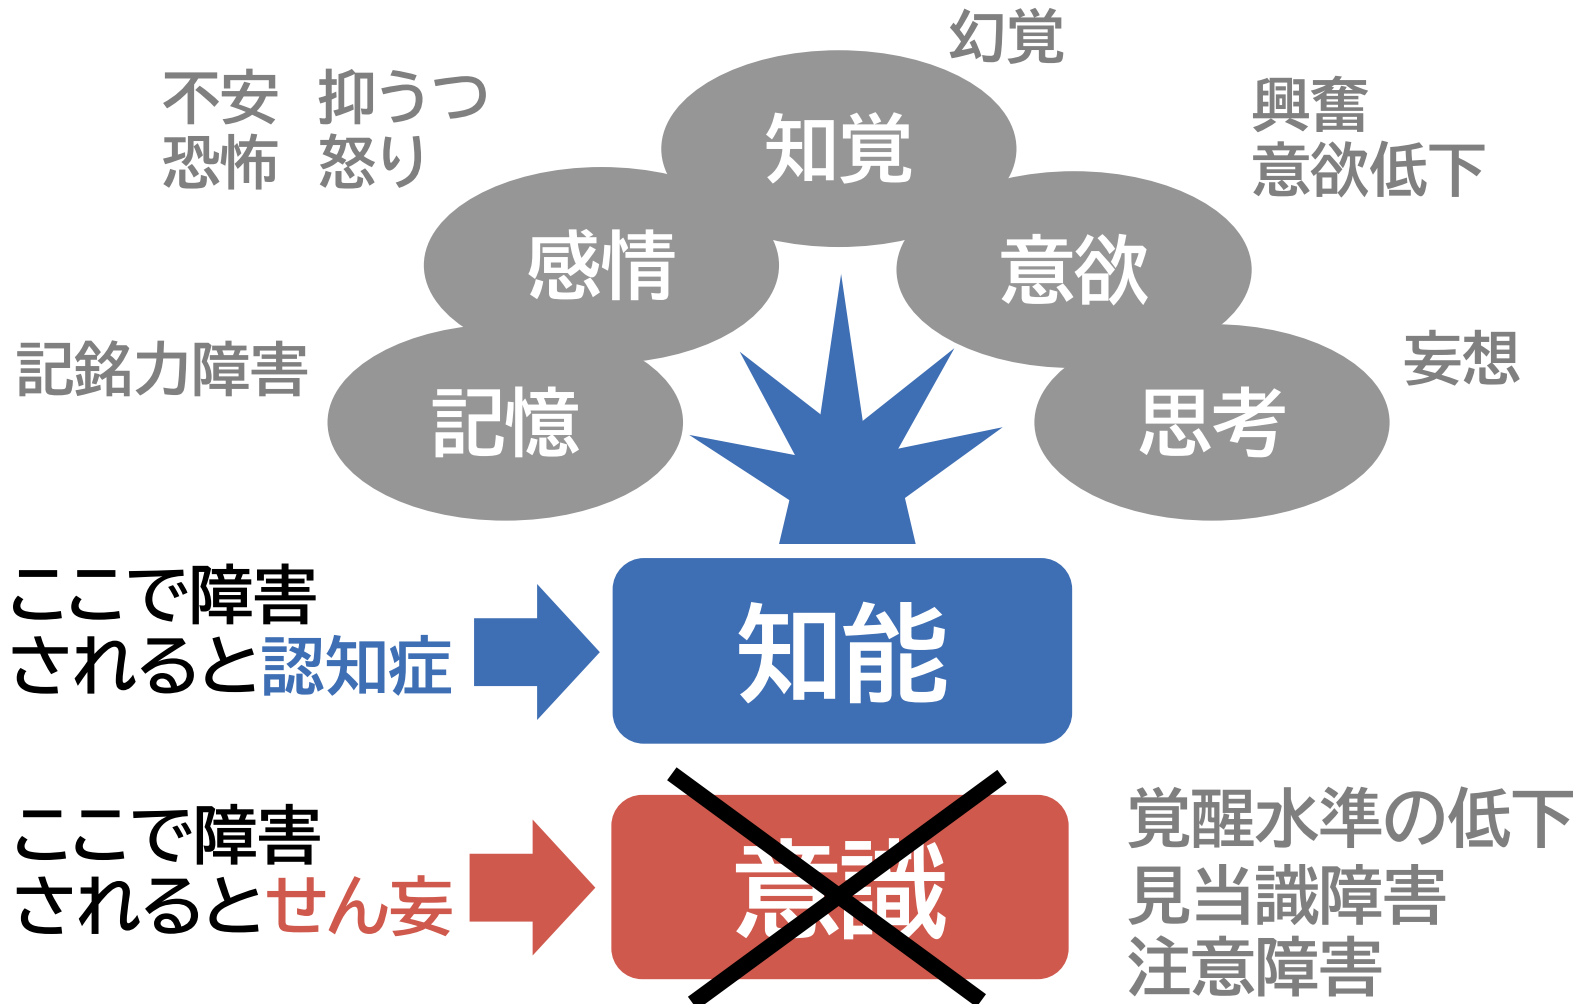 幻覚
不安 抑うつ
恐怖 怒り
興奮
意欲低下
知覚
感情
意欲
記銘力障害
妄想
記憶
思考
ここで障害
されると認知症
知能
ここで障害
されるとせん妄
意識
覚醒水準の低下
見当識障害
注意障害